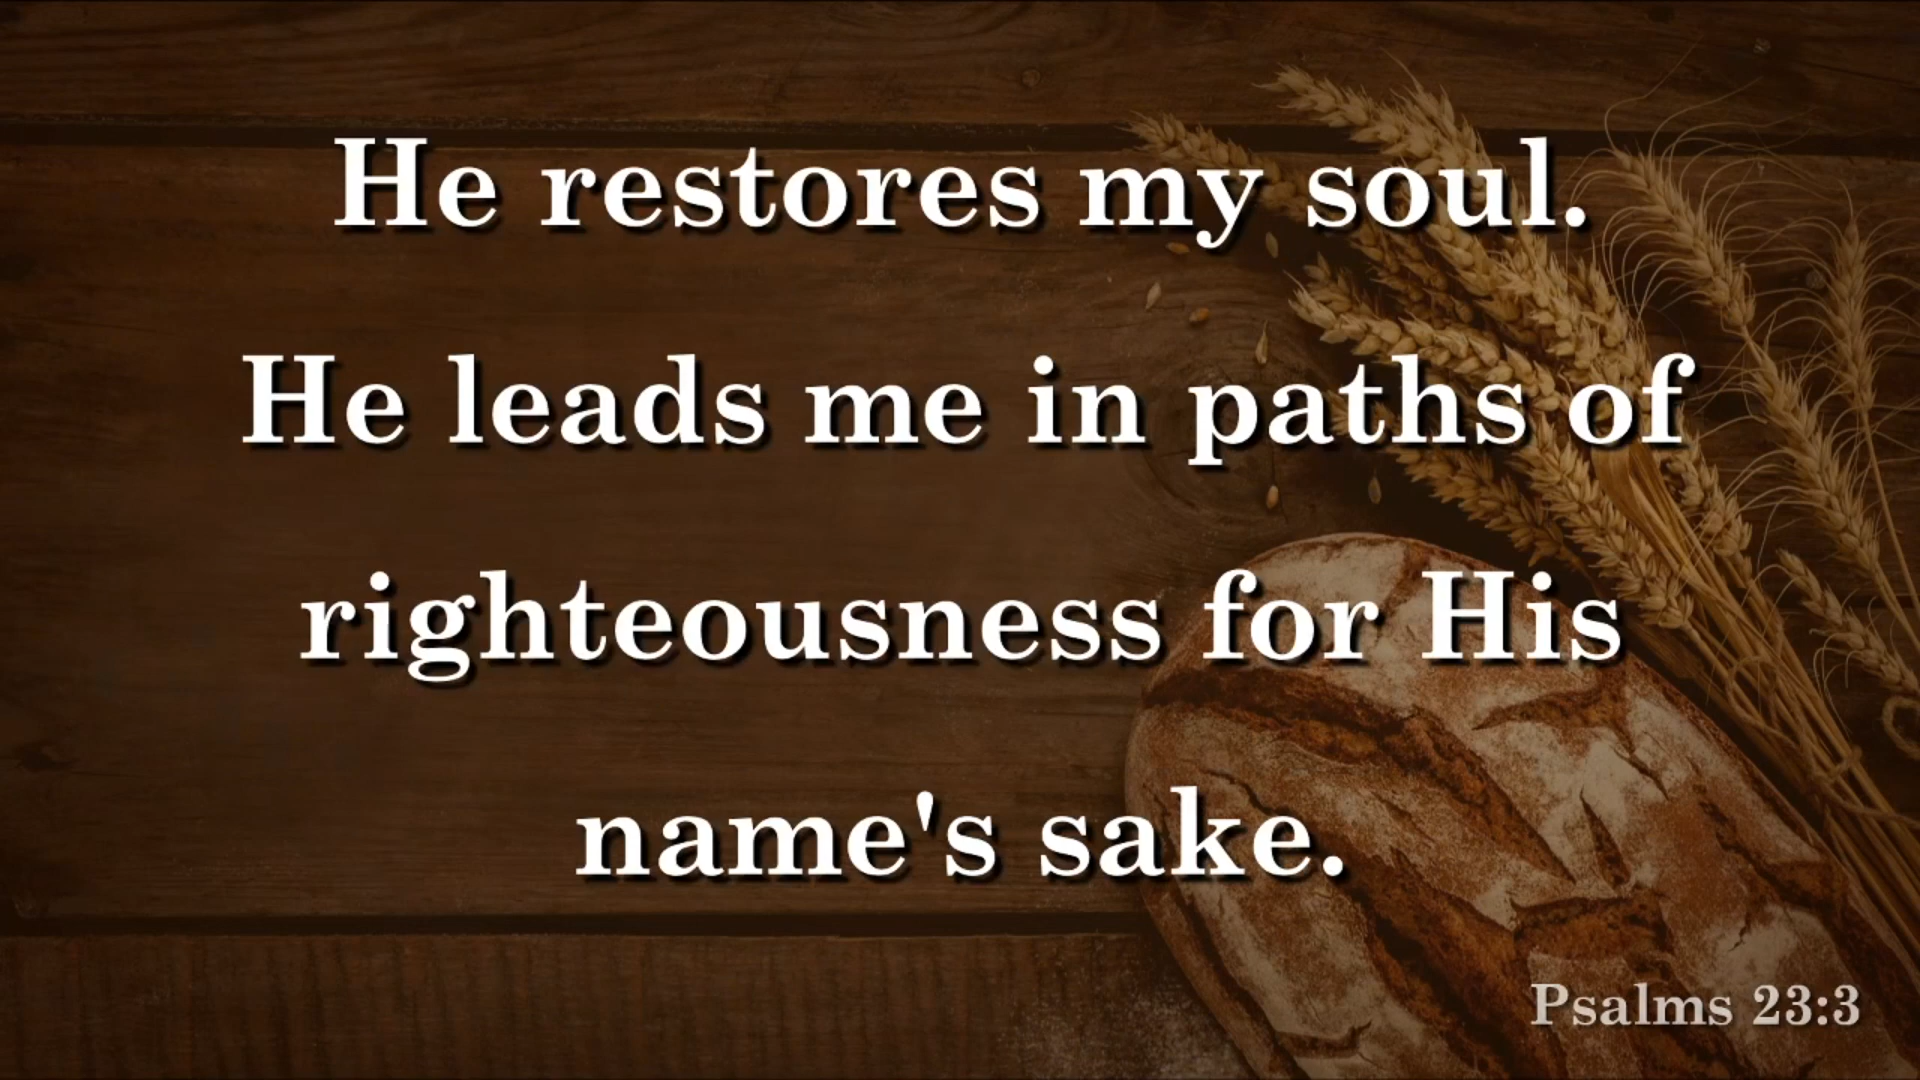 He restores my soul.
He leads me in paths of
righteousness for His
name's sake.
Psalms 23:3